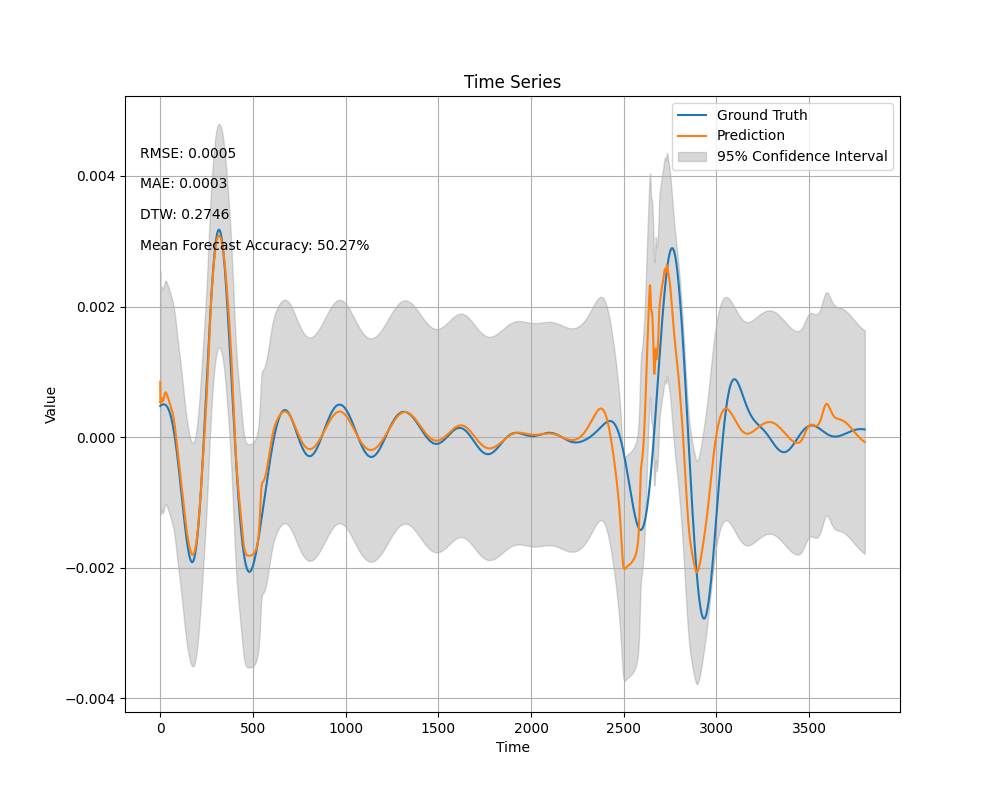 Time Series
Ground Truth
Prediction
95% Confidence Interval
RMSE: 0.0005
MAE: 0.0003
DTW: 0.2746
Mean Forecast Accuracy: 50.27%
Value
0.004
0.002
0.000
−0.002
−0.004
0 500 1000 1500 2000 2500 3000 3500
Time